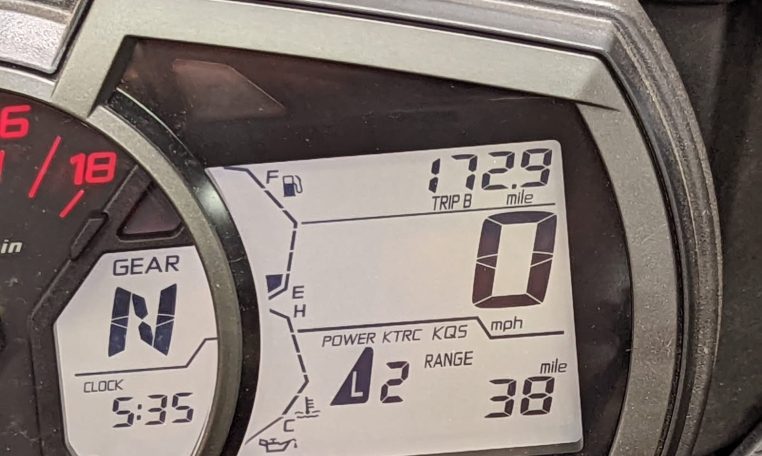 16
18
in
GEAR
N
CLOCK
5:35
F
172.9
TRIP B mile
0
E
H
mph
POWER KTRC KQS
L 2 RANGE
mile
38
C